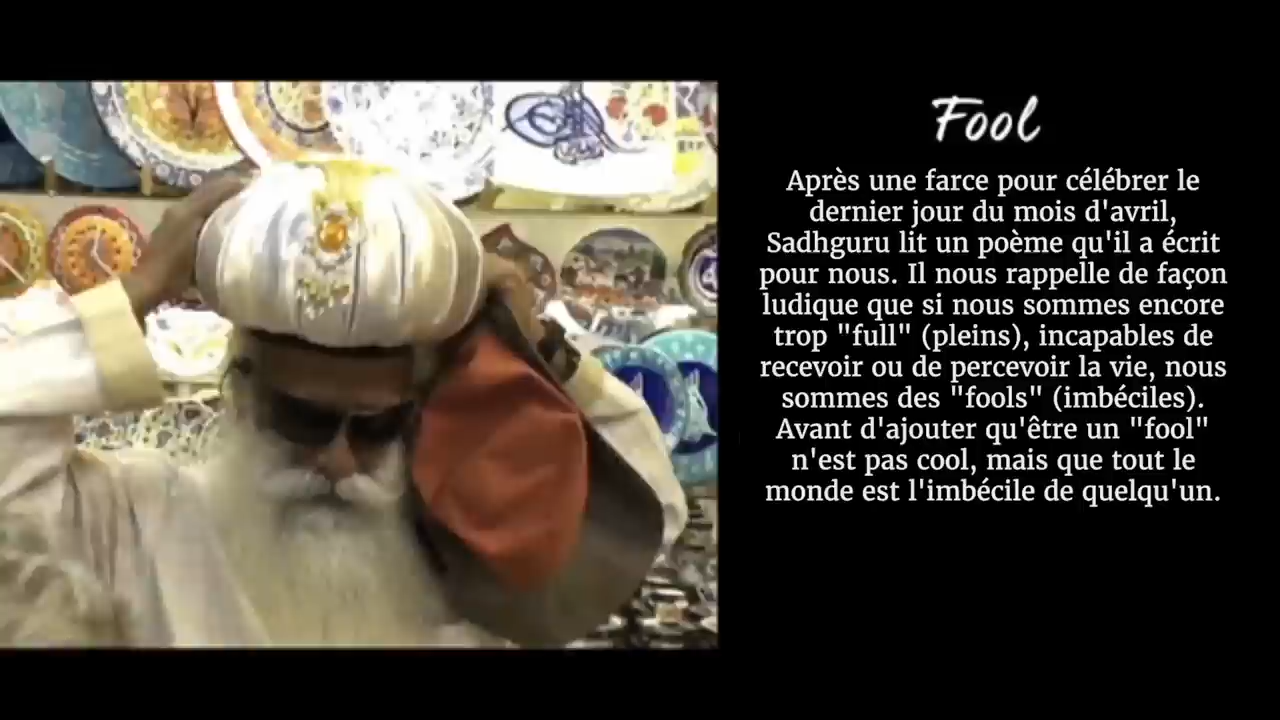 Fool
Après une farce pour célébrer le
dernier jour du mois d'avril,
Sadhguru lit un poème qu'il a écrit
pour nous. Il nous rappelle de façon
ludique que si nous sommes encore
trop "full" (pleins), incapables de
recevoir ou de percevoir la vie, nous
sommes des "fools" (imbéciles).
Avant d'ajouter qu'être un "fool"
n'est pas cool, mais que tout le
monde est l'imbécile de quelqu'un.